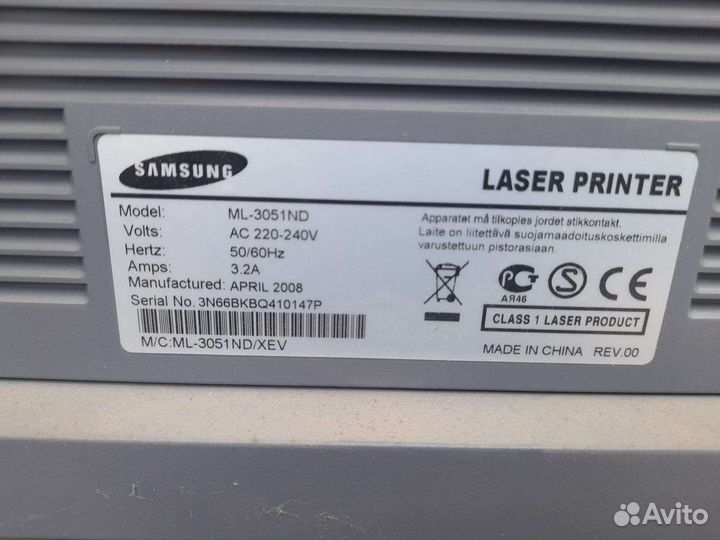 SAMSUNG
LASER PRINTER
Model: ML-3051ND
Volts: AC 220-240V
Hertz: 50/60Hz
Amps: 3.2A
Manufactured: APRIL 2008
Serial No. 3N66BKBQ410147P
M/C:ML-3051ND/XEV
Apparatet må tilkoples jordet stikkontakt.
Laite on liitettävä suojamaadoituskoskettimilla
varustettuun pistorasiaan.
АЯ46
S
CE
CLASS 1 LASER PRODUCT
MADE IN CHINA REV.00
Avito